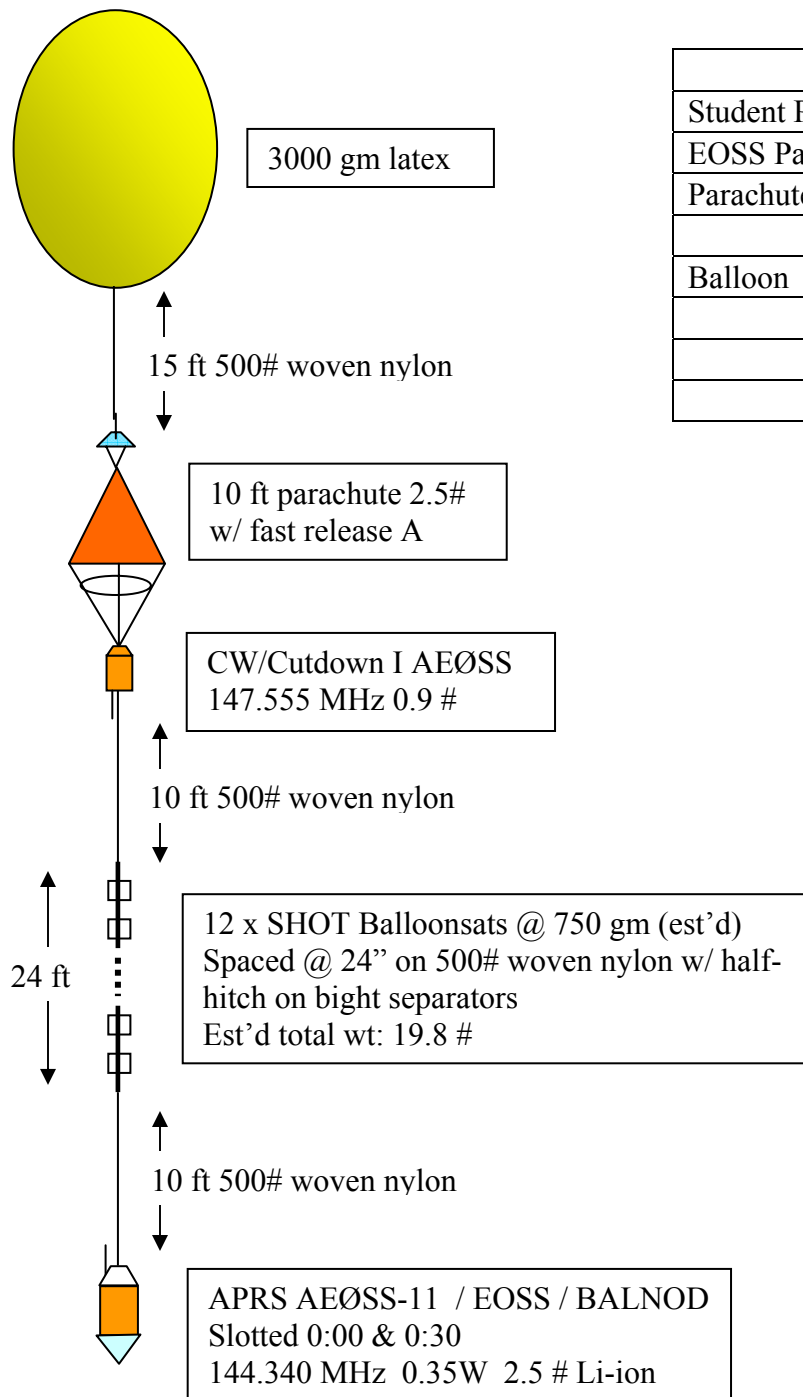 3000 gm latex
Student
EOSS
Parachute
Balloon
15 ft 500# woven nylon
10 ft parachute 2.5#
w/ fast release A
CW/Cutdown I AEØSS
147.555 MHz 0.9 #
10 ft 500# woven nylon
24 ft
12 x SHOT Balloonsats @ 750 gm (est'd)
Spaced @ 24” on 500# woven nylon w/ half-
hitch on bight separators
Est'd total wt: 19.8 #
10 ft 500# woven nylon
APRS AEØSS-11 / EOSS / BALNOD
Slotted 0:00 & 0:30
144.340 MHz 0.35W 2.5 # Li-ion